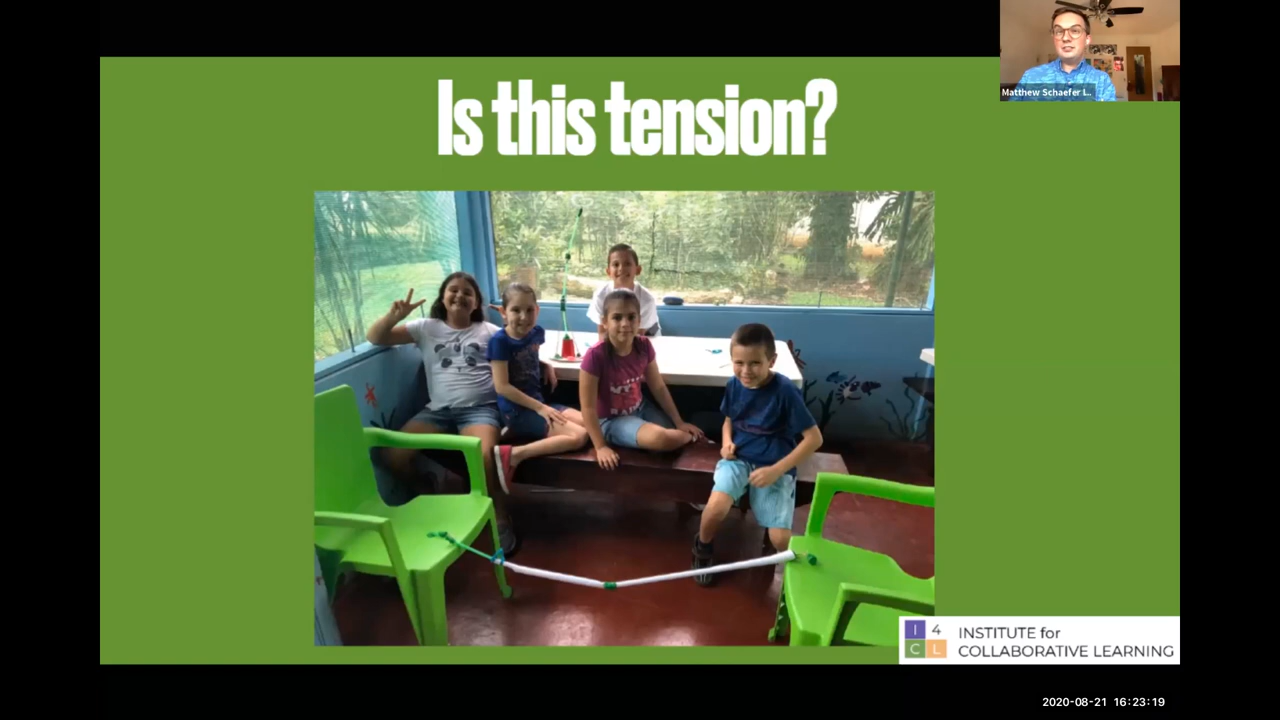 Is this tension?
Matthew Schaefer L...
I 4
C L
INSTITUTE for
COLLABORATIVE LEARNING
2020-08-21 16:23:19